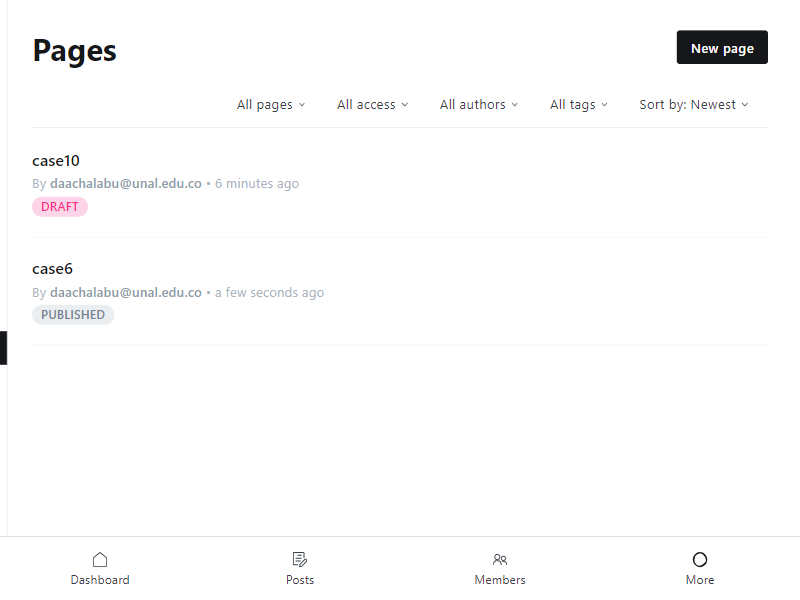 Pages
New page
All pages
All access
All authors
All tags
Sort by: Newest
case10
By daachalabu@unal.edu.co • 6 minutes ago
DRAFT
case6
By daachalabu@unal.edu.co • a few seconds ago
PUBLISHED
Dashboard
Posts
Members
More